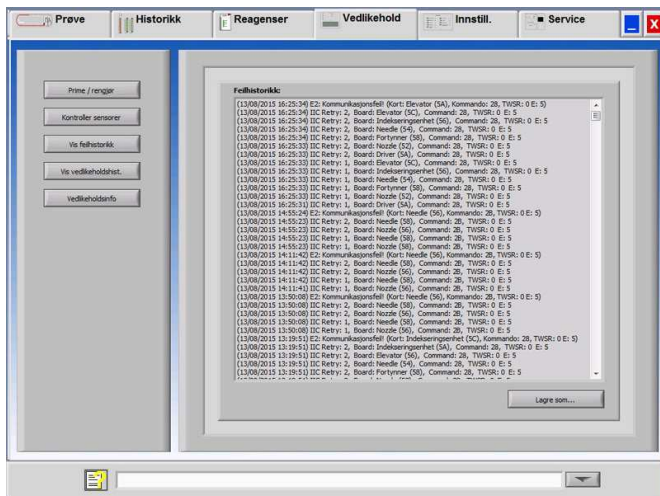 Prøve
Historikk
Reagenser
Vedlikehold
Innstill.
Service
Prime / rengjør
Kontroller sensorer
Vis feilhistorikk
Vis vedlikeholdshist.
Vedlikeholdsinfo
Feilhistorikk:
(13/08/2015 16:25:34) E2: Kommunikasjonsfeil! (Kort: Elevator (5A), Kommando: 28, TWSR: 0 E: 5)
(13/08/2015 16:25:34) IIC Retry: 2, Board: Elevator (5C), Command: 28, TWSR: 0 E: 5
(13/08/2015 16:25:34) IIC Retry: 2, Board: Indekseringsenhet (56), Command: 28, TWSR: 0 E: 5
(13/08/2015 16:25:34) IIC Retry: 2, Board: Needle (54), Command: 28, TWSR: 0 E: 5
(13/08/2015 16:25:34) IIC Retry: 2, Board: Fortynner (58), Command: 28, TWSR: 0 E: 5
(13/08/2015 16:25:33) IIC Retry: 2, Board: Nozzle (52), Command: 28, TWSR: 0 E: 5
(13/08/2015 16:25:33) IIC Retry: 2, Board: Driver (5A), Command: 28, TWSR: 0 E: 5
(13/08/2015 16:25:33) IIC Retry: 1, Board: Elevator (5C), Command: 28, TWSR: 0 E: 5
(13/08/2015 16:25:33) IIC Retry: 1, Board: Indekseringsenhet (56), Command: 28, TWSR: 0 E: 5
(13/08/2015 16:25:33) IIC Retry: 1, Board: Needle (54), Command: 28, TWSR: 0 E: 5
(13/08/2015 16:25:33) IIC Retry: 1, Board: Fortynner (58), Command: 28, TWSR: 0 E: 5
(13/08/2015 16:25:33) IIC Retry: 1, Board: Nozzle (52), Command: 28, TWSR: 0 E: 5
(13/08/2015 16:25:31) IIC Retry: 1, Board: Driver (5A), Command: 28, TWSR: 0 E: 5
(13/08/2015 14:55:24) E2: Kommunikasjonsfeil! (Kort: Needle (56), Kommando: 2B, TWSR: 0 E: 5)
(13/08/2015 14:55:23) IIC Retry: 2, Board: Needle (58), Command: 2B, TWSR: 0 E: 5
(13/08/2015 14:55:23) IIC Retry: 2, Board: Nozzle (56), Command: 2B, TWSR: 0 E: 5
(13/08/2015 14:55:23) IIC Retry: 1, Board: Needle (58), Command: 2B, TWSR: 0 E: 5
(13/08/2015 14:55:23) IIC Retry: 1, Board: Nozzle (56), Command: 2B, TWSR: 0 E: 5
(13/08/2015 14:11:42) E2: Kommunikasjonsfeil! (Kort: Needle (56), Kommando: 2B, TWSR: 0 E: 5)
(13/08/2015 14:11:42) IIC Retry: 2, Board: Needle (58), Command: 2B, TWSR: 0 E: 5
(13/08/2015 14:11:42) IIC Retry: 2, Board: Nozzle (56), Command: 2B, TWSR: 0 E: 5
(13/08/2015 14:11:42) IIC Retry: 1, Board: Needle (58), Command: 2B, TWSR: 0 E: 5
(13/08/2015 14:11:41) IIC Retry: 1, Board: Nozzle (56), Command: 2B, TWSR: 0 E: 5
(13/08/2015 13:50:08) E2: Kommunikasjonsfeil! (Kort: Needle (56), Kommando: 2B, TWSR: 0 E: 5)
(13/08/2015 13:50:08) IIC Retry: 2, Board: Needle (58), Command: 2B, TWSR: 0 E: 5
(13/08/2015 13:50:08) IIC Retry: 2, Board: Nozzle (56), Command: 2B, TWSR: 0 E: 5
(13/08/2015 13:50:08) IIC Retry: 1, Board: Needle (58), Command: 2B, TWSR: 0 E: 5
(13/08/2015 13:50:08) IIC Retry: 1, Board: Nozzle (56), Command: 2B, TWSR: 0 E: 5
(13/08/2015 13:19:51) E2: Kommunikasjonsfeil! (Kort: Indekseringsenhet (5C), Kommando: 28, TWSR: 0 E: 5)
(13/08/2015 13:19:51) IIC Retry: 2, Board: Indekseringsenhet (5A), Command: 28, TWSR: 0 E: 5
(13/08/2015 13:19:51) IIC Retry: 2, Board: Elevator (56), Command: 28, TWSR: 0 E: 5
(13/08/2015 13:19:51) IIC Retry: 2, Board: Needle (54), Command: 28, TWSR: 0 E: 5
(13/08/2015 13:19:51) IIC Retry: 2, Board: Fortynner (58), Command: 28, TWSR: 0 E: 5
Lagre som...